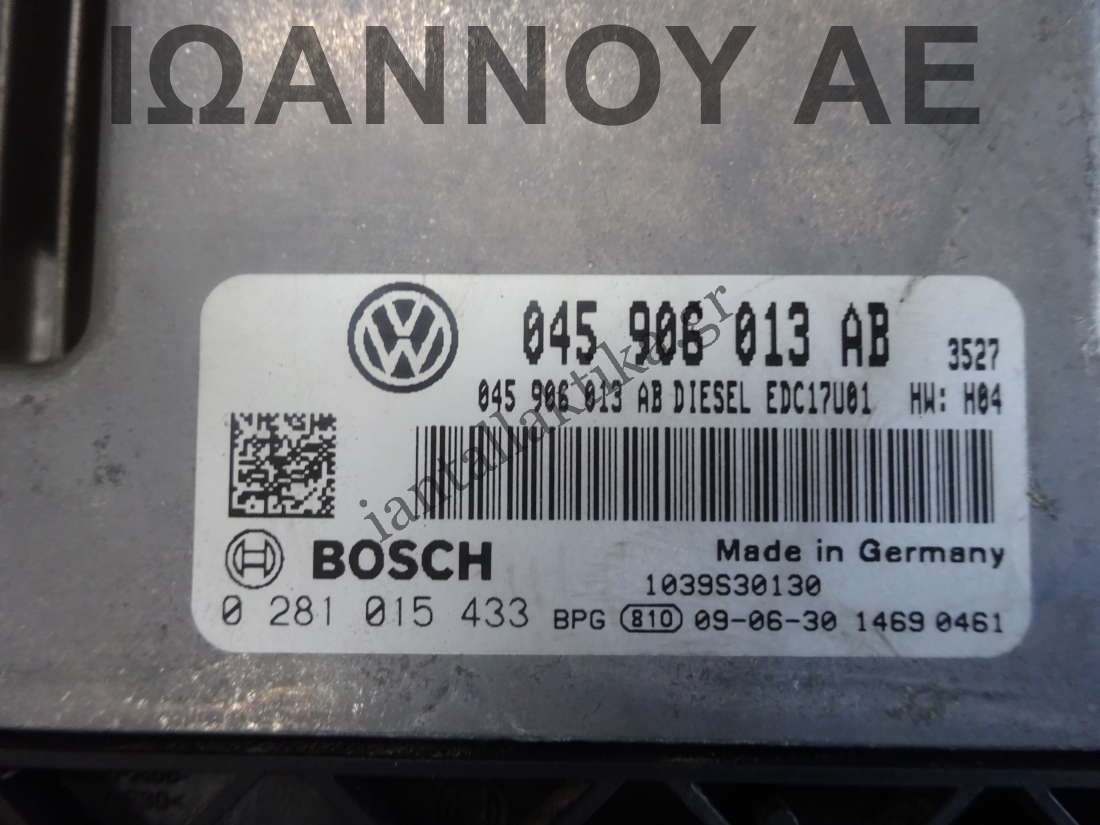 ΙΩΑΝΝΟΥ ΑΕ
045 906 013 AB
3527
045 906 013 AB DIESEL EDC17U01 HW: H04
iantallaktika.gr
BOSCH
Made in Germany
1039S30130
0 281 015 433 BPG 810 09-06-30 1469 0461